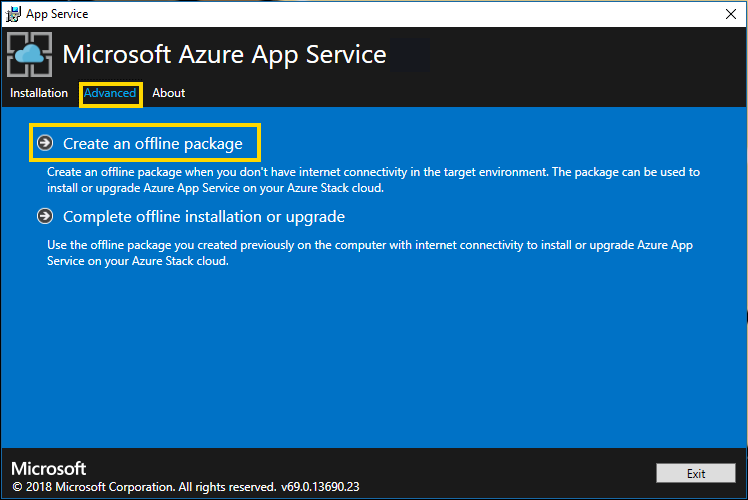 App Service
Microsoft Azure App Service
Installation Advanced About
Create an offline package
Create an offline package when you don't have internet connectivity in the target environment. The package can be used to
install or upgrade Azure App Service on your Azure Stack cloud.
Complete offline installation or upgrade
Use the offline package you created previously on the computer with internet connectivity to install or upgrade Azure App
Service on your Azure Stack cloud.
Microsoft
© 2018 Microsoft Corporation. All rights reserved. v69.0.13690.23
Exit